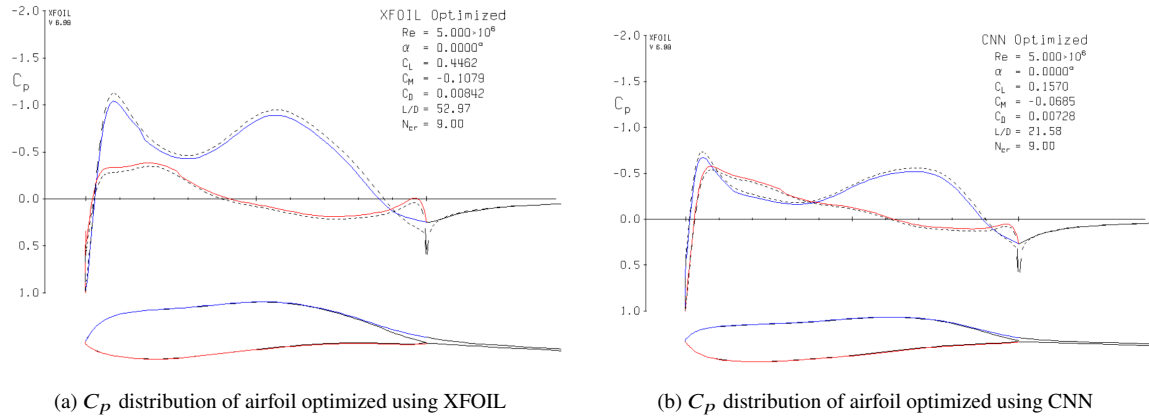 XFOIL
V 6.99
XFOIL Optimized
Re = 5.000·10⁶
α = 0.0000°
C_L = 0.4462
C_M = -0.1079
C_D = 0.00842
L/D = 52.97
N_cr = 9.00
-2.0
-1.5
C_p
-1.0
-0.5
0.0
0.5
1.0
(a) C_p distribution of airfoil optimized using XFOIL
XFOIL
V 6.99
CNN Optimized
Re = 5.000·10⁶
α = 0.0000°
C_L = 0.1570
C_M = -0.0685
C_D = 0.00728
L/D = 21.58
N_cr = 9.00
-2.0
-1.5
C_p
-1.0
-0.5
0.0
0.5
1.0
(b) C_p distribution of airfoil optimized using CNN